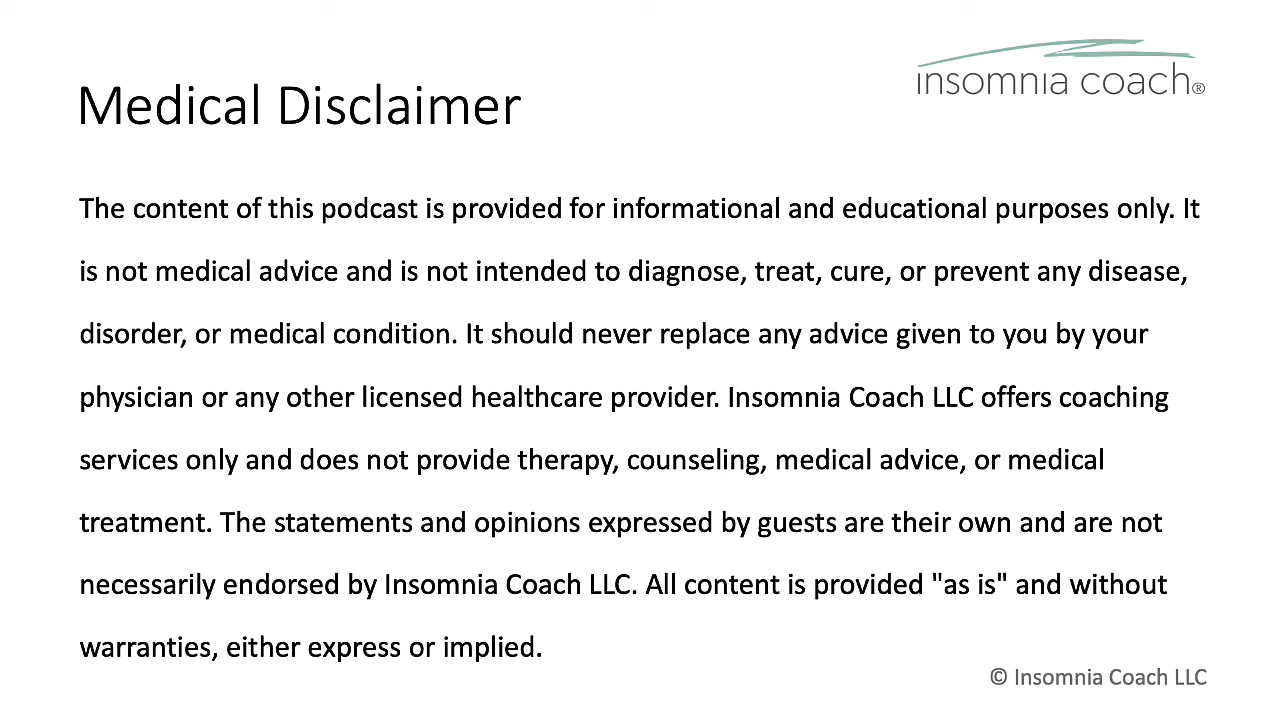 insomnia coach®
Medical Disclaimer
The content of this podcast is provided for informational and educational purposes only. It
is not medical advice and is not intended to diagnose, treat, cure, or prevent any disease,
disorder, or medical condition. It should never replace any advice given to you by your
physician or any other licensed healthcare provider. Insomnia Coach LLC offers coaching
services only and does not provide therapy, counseling, medical advice, or medical
treatment. The statements and opinions expressed by guests are their own and are not
necessarily endorsed by Insomnia Coach LLC. All content is provided "as is" and without
warranties, either express or implied.
© Insomnia Coach LLC